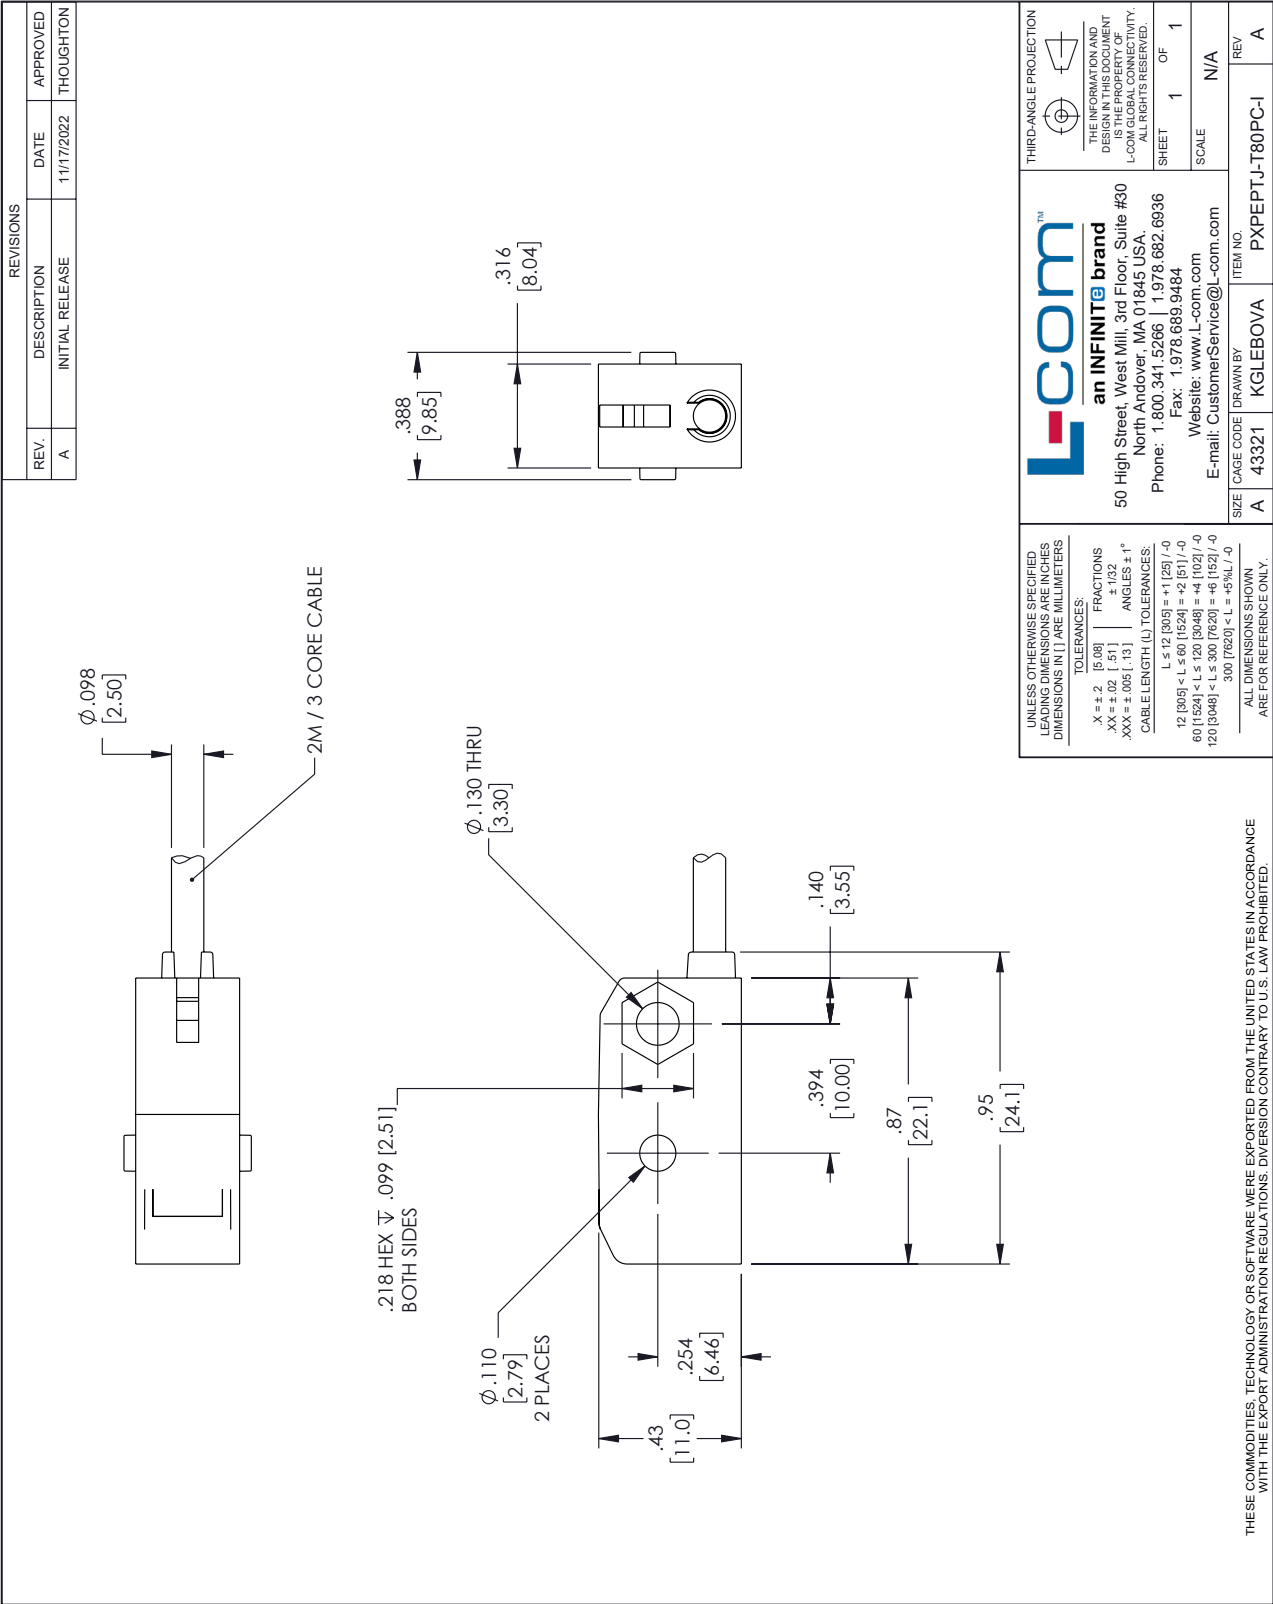 REVISIONS
REV. DESCRIPTION DATE APPROVED
A INITIAL RELEASE 11/17/2022 THOUGHTON
Ø.098
[2.50]
2M / 3 CORE CABLE
.388
[9.85]
.316
[8.04]
.218 HEX ↧ .099 [2.51]
BOTH SIDES
Ø.130 THRU
[3.30]
Ø.110
[2.79]
2 PLACES
.43
[11.0]
.254
[6.46]
.394
[10.00]
.140
[3.55]
.87
[22.1]
.95
[24.1]
UNLESS OTHERWISE SPECIFIED
LEADING DIMENSIONS ARE INCHES
DIMENSIONS IN [ ] ARE MILLIMETERS
TOLERANCES:
.X = ± .2 [5.08] FRACTIONS
.XX = ± .02 [ .51 ] ± 1/32
.XXX = ± .005 [ .13 ] ANGLES ± 1°
CABLE LENGTH (L) TOLERANCES:
L ≤ 12 [305] = +1 [25] / -0
12 [305] < L ≤ 60 [1524] = +2 [51] / -0
60 [1524] < L ≤ 120 [3048] = +4 [102] / -0
120 [3048] < L ≤ 300 [7620] = +6 [152] / -0
300 [7620] < L = +5%L / -0
ALL DIMENSIONS SHOWN
ARE FOR REFERENCE ONLY.
L-com™
an INFINITe brand
50 High Street, West Mill, 3rd Floor, Suite #30
North Andover, MA 01845 USA.
Phone: 1.800.341.5266 | 1.978.682.6936
Fax: 1.978.689.9484
Website: www.L-com.com
E-mail: CustomerService@L-com.com
THIRD-ANGLE PROJECTION
THE INFORMATION AND
DESIGN IN THIS DOCUMENT
IS THE PROPERTY OF
L-COM GLOBAL CONNECTIVITY.
ALL RIGHTS RESERVED.
SHEET 1 OF 1
SCALE N/A
SIZE A
CAGE CODE 43321
DRAWN BY KGLEBOVA
ITEM NO. PXPEPTJ-T80PC-I
REV A
THESE COMMODITIES, TECHNOLOGY OR SOFTWARE WERE EXPORTED FROM THE UNITED STATES IN ACCORDANCE
WITH THE EXPORT ADMINISTRATION REGULATIONS. DIVERSION CONTRARY TO U.S. LAW PROHIBITED.